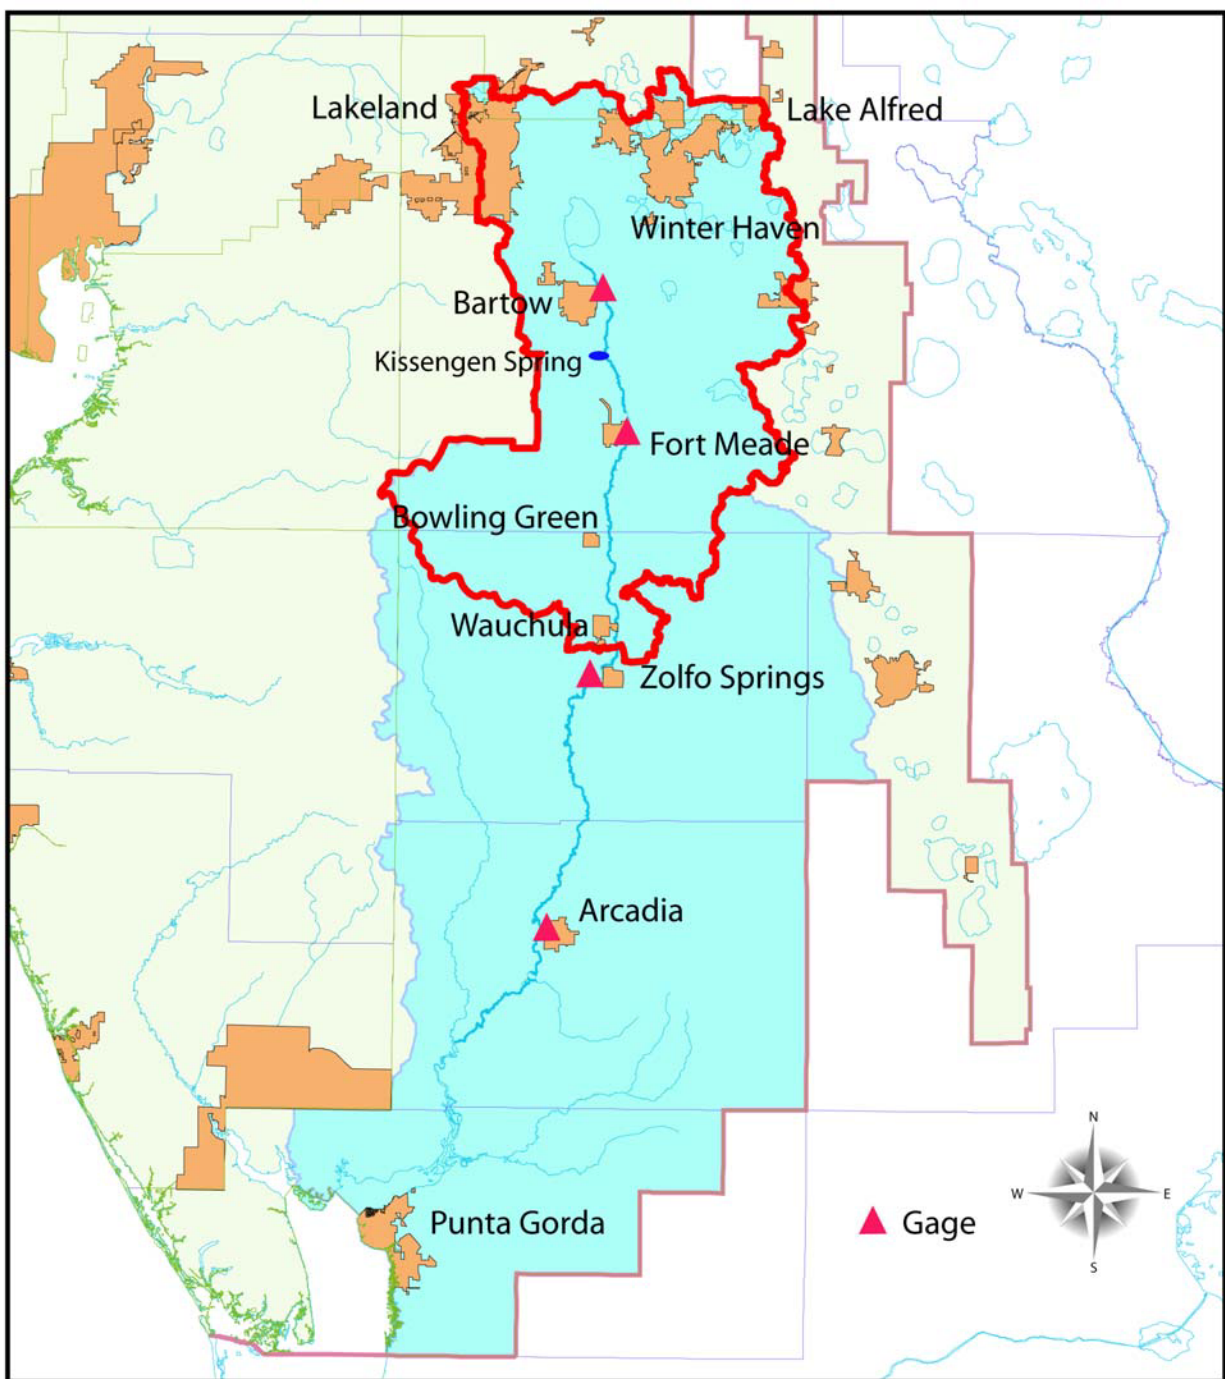 Lakeland
Lake Alfred
Winter Haven
Bartow
Kissengen Spring
Fort Meade
Bowling Green
Wauchula
Zolfo Springs
Arcadia
N
W
E
S
Punta Gorda
Gage